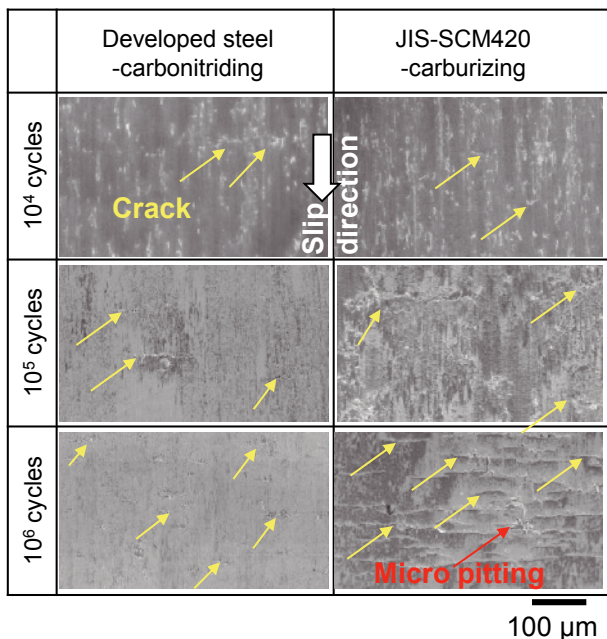 Developed steel
-carbonitriding
JIS-SCM420
-carburizing
10⁴ cycles
Crack
Slip
direction
10⁵ cycles
10⁶ cycles
Micro pitting
100 μm